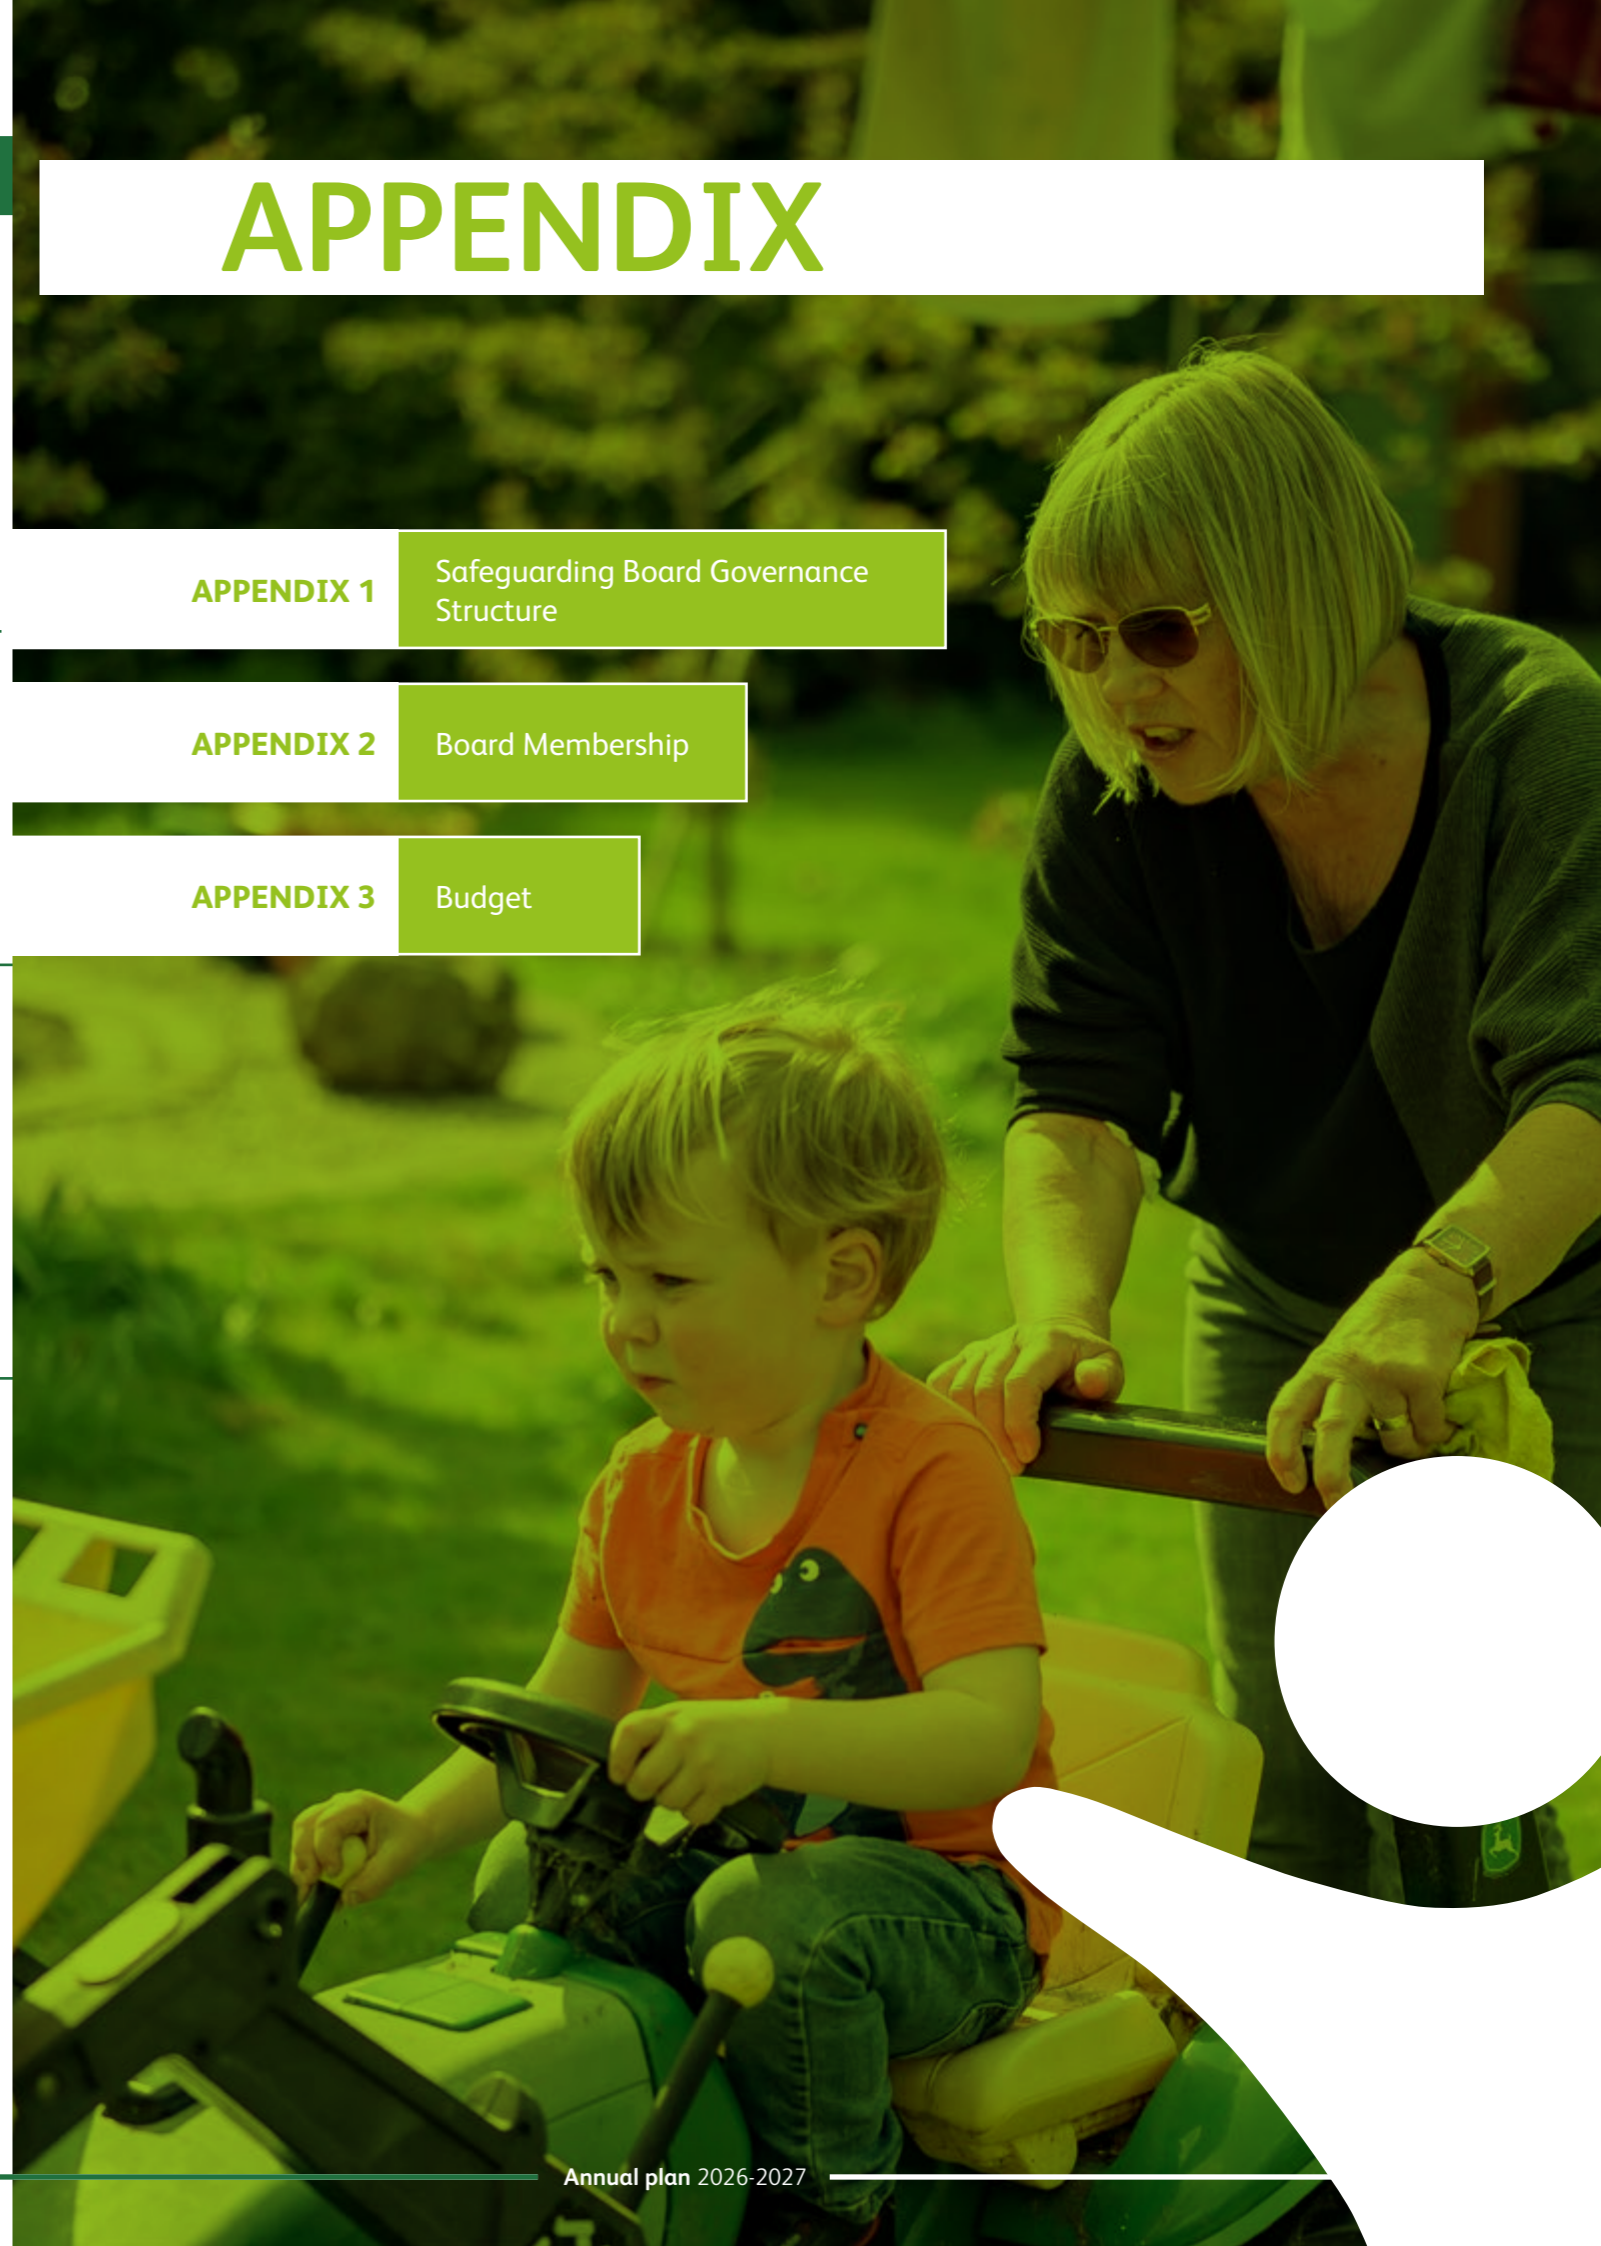 APPENDIX
APPENDIX 1
Safeguarding Board Governance
Structure
APPENDIX 2
Board Membership
APPENDIX 3
Budget
Annual plan 2026-2027